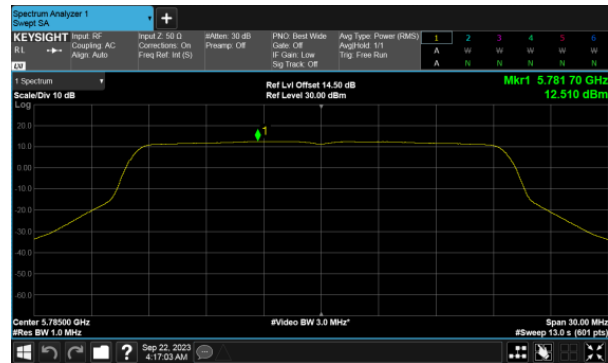 Spectrum Analyzer 1
Swept SA
+
KEYSIGHT Input: RF Input Z: 50 Ω #Atten: 30 dB PNO: Best Wide Avg Type: Power (RMS) 1 2 3 4 5 6
RL Coupling: AC Corrections: On Preamp: Off Gate: Off Avg|Hold: 1/1 A W W W W W
Align: Auto Freq Ref: Int (S) IF Gain: Low Trig: Free Run
LXI Sig Track: Off A N N N N N
1 Spectrum Ref Lvl Offset 14.50 dB Mkr1 5.781 70 GHz
Scale/Div 10 dB Ref Level 30.00 dBm 12.510 dBm
Log
20.0
1
10.0
0.00
-10.0
-20.0
-30.0
-40.0
-50.0
-60.0
Center 5.78500 GHz #Video BW 3.0 MHz* Span 30.00 MHz
#Res BW 1.0 MHz #Sweep 13.0 s (601 pts)
? Sep 22, 2023
4:17:03 AM